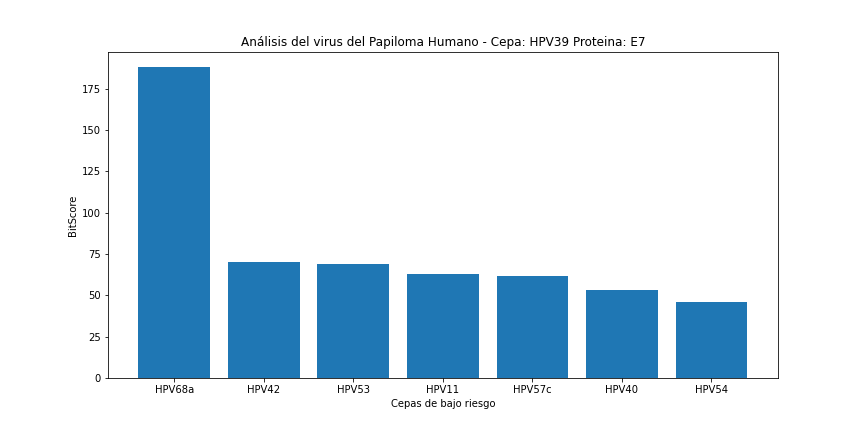 Análisis del virus del Papiloma Humano - Cepa: HPV39 Proteina: E7
BitScore
175
150
125
100
75
50
25
0
HPV68a HPV42 HPV53 HPV11 HPV57c HPV40 HPV54
Cepas de bajo riesgo